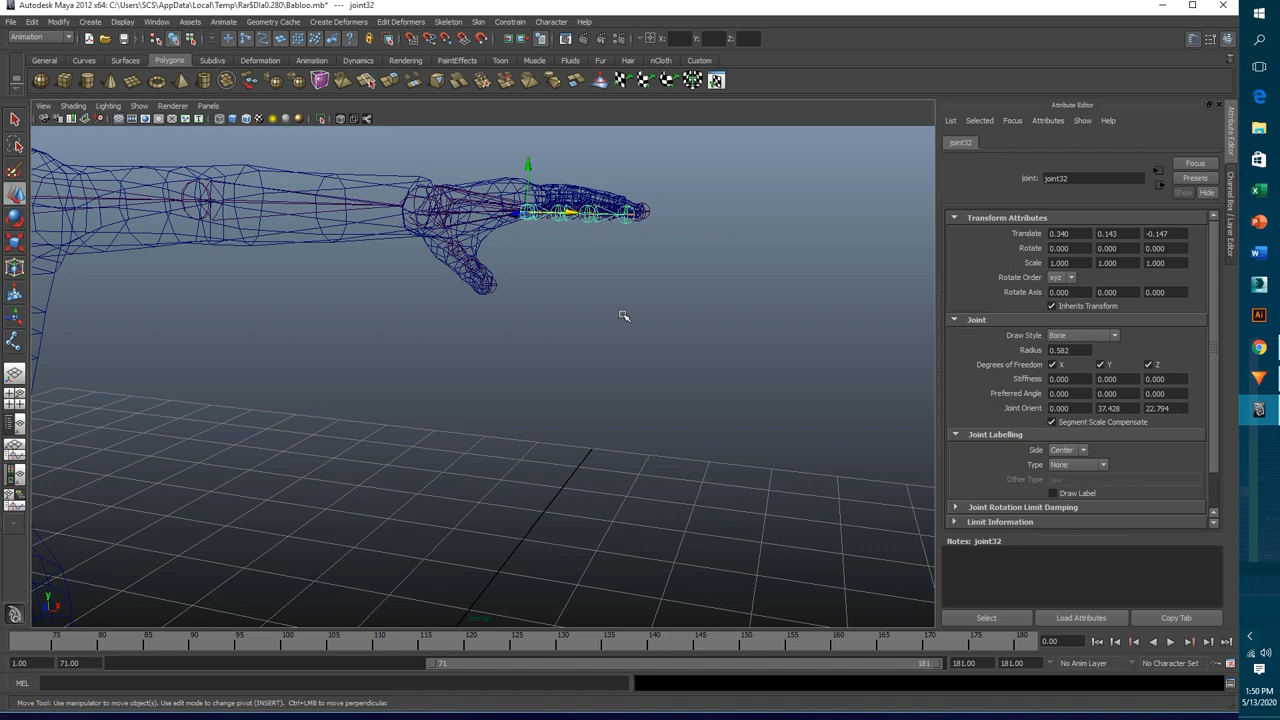 Autodesk Maya 2012 x64: C:\Users\SCS\AppData\Local\Temp\Rar$DIa0.280\Babloo.mb* --- joint32
File Edit Modify Create Display Window Assets Animate Geometry Cache Create Deformers Edit Deformers Skeleton Skin Constrain Character Help
Animation X: Y: Z:
General Curves Surfaces Polygons Subdivs Deformation Animation Dynamics Rendering PaintEffects Toon Muscle Fluids Fur Hair nCloth Custom
View Shading Lighting Show Renderer Panels
Attribute Editor
List Selected Focus Attributes Show Help
joint32
Focus
joint: joint32 Presets
Show Hide
Transform Attributes
Translate 0.340 0.143 -0.147
Rotate 0.000 0.000 0.000
Scale 1.000 1.000 1.000
Rotate Order xyz
Rotate Axis 0.000 0.000 0.000
Inherits Transform
Joint
Draw Style Bone
Radius 0.582
Degrees of Freedom X Y Z
Stiffness 0.000 0.000 0.000
Preferred Angle 0.000 0.000 0.000
Joint Orient 0.000 37.428 22.794
Segment Scale Compensate
Joint Labelling
Side Center
Type None
Other Type jaw
Draw Label
Joint Rotation Limit Damping
Limit Information
Notes: joint32
Select Load Attributes Copy Tab
Attribute Editor
Channel Box / Layer Editor
y
x
persp
75 80 85 90 95 100 105 110 115 120 125 130 135 140 145 150 155 160 165 170 175 180 0.00
1.00 71.00 71 181 181.00 181.00 No Anim Layer No Character Set
MEL
Move Tool: Use manipulator to move object(s). Use edit mode to change pivot (INSERT). Ctrl+LMB to move perpendicular.
1:50 PM
5/13/2020